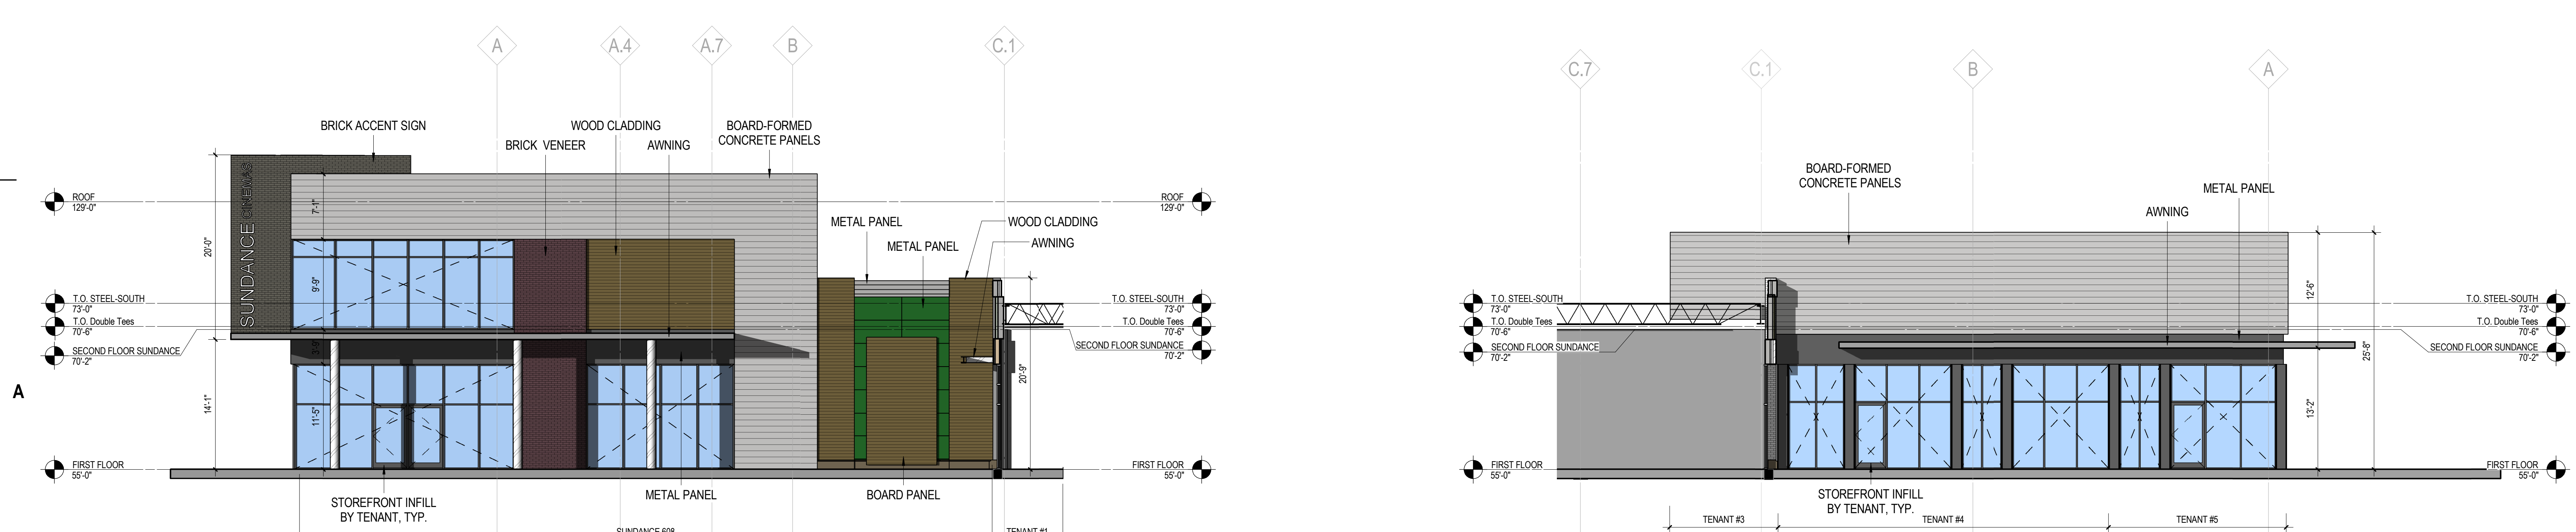 A
A.4
A.7
B
C.1
BRICK ACCENT SIGN
WOOD CLADDING
BOARD-FORMED
CONCRETE PANELS
BRICK VENEER
AWNING
SUNDANCE CINEMAS
ROOF
129'-0"
ROOF
129'-0"
METAL PANEL
WOOD CLADDING
METAL PANEL
AWNING
7'-1"
20'-0"
9'-9"
3'-9"
14'-1"
11'-5"
20'-9"
T.O. STEEL-SOUTH
73'-0"
T.O. Double Tees
70'-6"
SECOND FLOOR SUNDANCE
70'-2"
T.O. STEEL-SOUTH
73'-0"
T.O. Double Tees
70'-6"
SECOND FLOOR SUNDANCE
70'-2"
A
FIRST FLOOR
55'-0"
FIRST FLOOR
55'-0"
STOREFRONT INFILL
BY TENANT, TYP.
METAL PANEL
BOARD PANEL
SUNDANCE 608
TENANT #1
C.7
C.1
B
A
BOARD-FORMED
CONCRETE PANELS
METAL PANEL
AWNING
T.O. STEEL-SOUTH
73'-0"
T.O. Double Tees
70'-6"
SECOND FLOOR SUNDANCE
70'-2"
12'-6"
25'-8"
13'-2"
T.O. STEEL-SOUTH
73'-0"
T.O. Double Tees
70'-6"
SECOND FLOOR SUNDANCE
70'-2"
FIRST FLOOR
55'-0"
FIRST FLOOR
55'-0"
STOREFRONT INFILL
BY TENANT, TYP.
TENANT #3
TENANT #4
TENANT #5